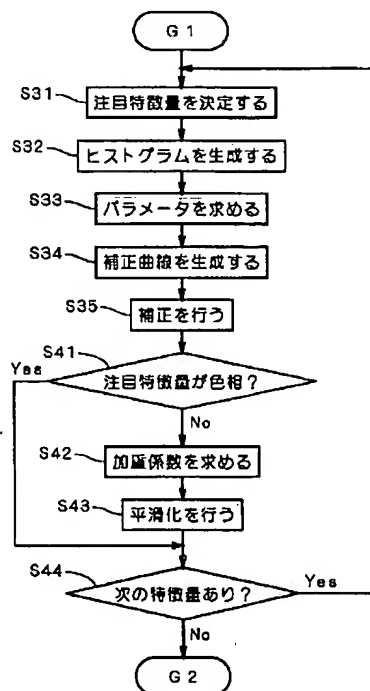 G1
S31
注目特徴量を決定する
S32
ヒストグラムを生成する
S33
パラメータを求める
S34
補正曲線を生成する
S35
補正を行う
S41
Yes
注目特徴量が色相?
No
S42
加重係数を求める
S43
平滑化を行う
S44
Yes
次の特徴量あり?
No
G2